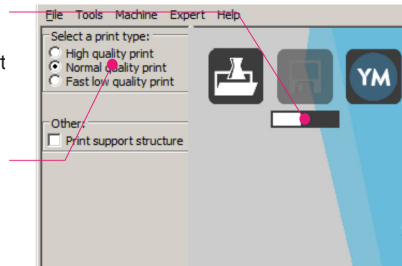 File Tools Machine Expert Help
Select a print type:
High quality print
t
Normal quality print
Fast low quality print
YM
Other:
Print support structure